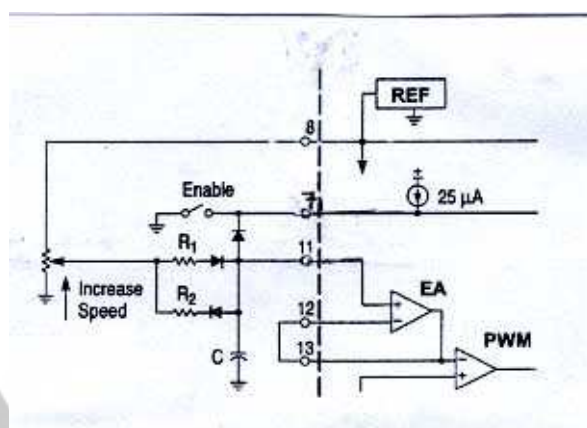 REF
8
Enable
7
25 μA
R1
11
Increase
Speed
R2
12
EA
13
PWM
C